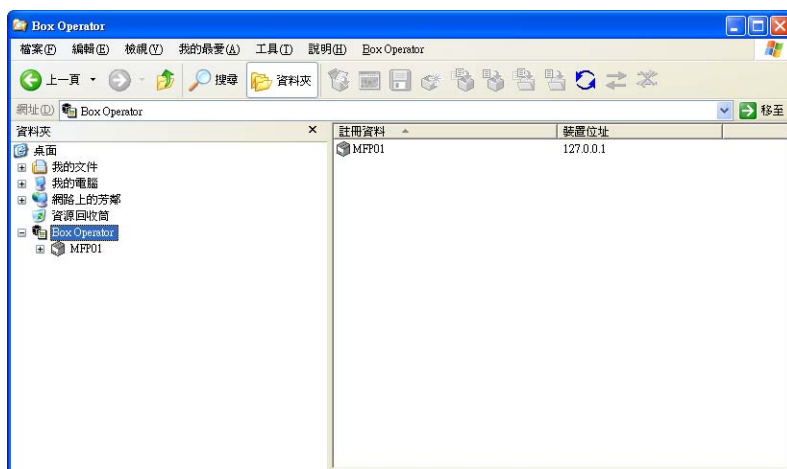 Box Operator
檔案(F) 編輯(E) 檢視(V) 我的最愛(A) 工具(T) 說明(H) Box Operator
上一頁 搜尋 資料夾
網址(D) Box Operator 移至
資料夾 註冊資料 裝置位址
桌面 MFP01 127.0.0.1
我的文件
我的電腦
網路上的芳鄰
資源回收筒
Box Operator
MFP01